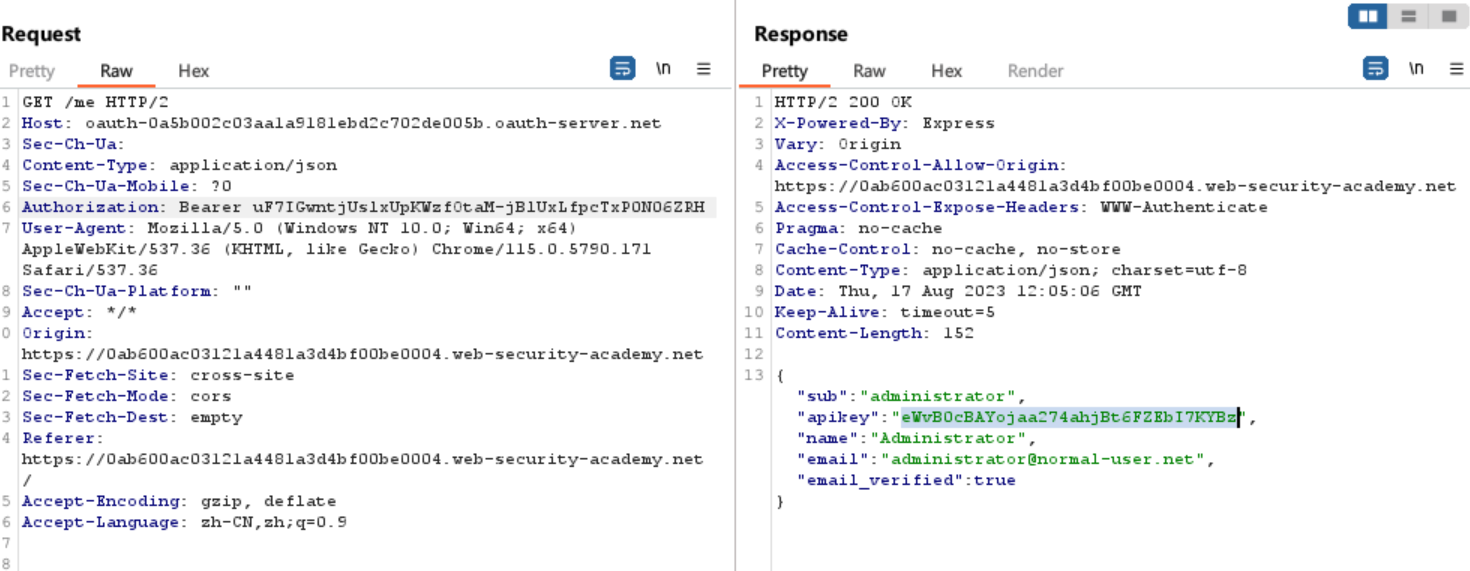 Request
Pretty Raw Hex \n
1 GET /me HTTP/2
2 Host: oauth-0a5b002c03aa1a9181ebd2c702de005b.oauth-server.net
3 Sec-Ch-Ua:
4 Content-Type: application/json
5 Sec-Ch-Ua-Mobile: ?0
6 Authorization: Bearer uF7IGwntjUslxUpKWzf0taM-jBlUxLfpcTxP0N06ZRH
7 User-Agent: Mozilla/5.0 (Windows NT 10.0; Win64; x64)
AppleWebKit/537.36 (KHTML, like Gecko) Chrome/115.0.5790.171
Safari/537.36
8 Sec-Ch-Ua-Platform: ""
9 Accept: */*
0 Origin:
https://0ab600ac03121a4481a3d4bf00be0004.web-security-academy.net
1 Sec-Fetch-Site: cross-site
2 Sec-Fetch-Mode: cors
3 Sec-Fetch-Dest: empty
4 Referer:
https://0ab600ac03121a4481a3d4bf00be0004.web-security-academy.net
/
5 Accept-Encoding: gzip, deflate
6 Accept-Language: zh-CN,zh;q=0.9
7
8
Response
Pretty Raw Hex Render \n
1 HTTP/2 200 OK
2 X-Powered-By: Express
3 Vary: Origin
4 Access-Control-Allow-Origin:
https://0ab600ac03121a4481a3d4bf00be0004.web-security-academy.net
5 Access-Control-Expose-Headers: WWW-Authenticate
6 Pragma: no-cache
7 Cache-Control: no-cache, no-store
8 Content-Type: application/json; charset=utf-8
9 Date: Thu, 17 Aug 2023 12:05:06 GMT
10 Keep-Alive: timeout=5
11 Content-Length: 152
12
13 {
"sub":"administrator",
"apikey":"eWvB0cBAYojaa274ahjBt6FZEbI7KYBz",
"name":"Administrator",
"email":"administrator@normal-user.net",
"email_verified":true
}